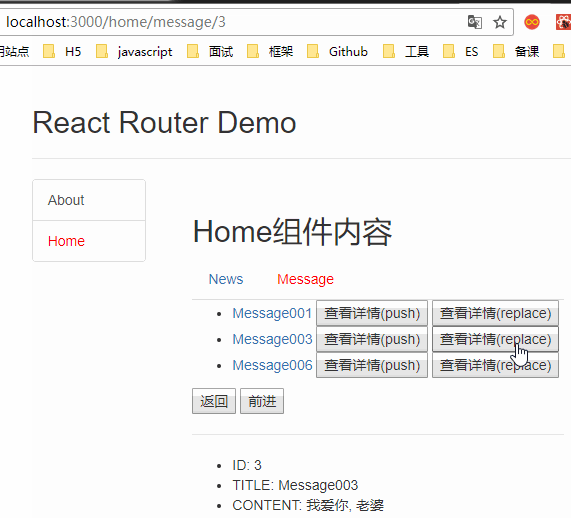 localhost:3000/home/message/3
用站点 H5 javascript 面试 框架 Github 工具 ES 备课
React Router Demo
About
Home
Home组件内容
News Message
Message001 查看详情(push) 查看详情(replace)
Message003 查看详情(push) 查看详情(replace)
Message006 查看详情(push) 查看详情(replace)
返回 前进
ID: 3
TITLE: Message003
CONTENT: 我爱你, 老婆